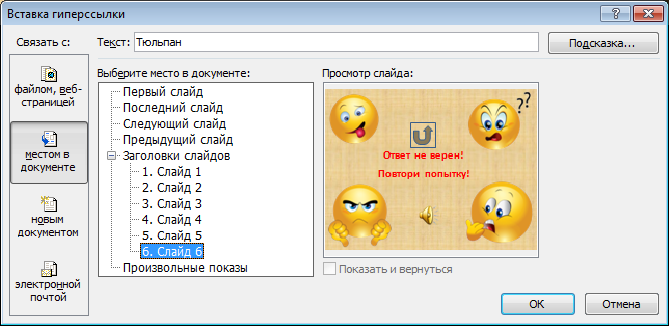 Вставка гиперссылки
Связать с:
Текст: Тюльпан
Подсказка...
файлом, веб-
страницей
местом в
документе
новым
документом
электронной
почтой
Выберите место в документе:
Первый слайд
Последний слайд
Следующий слайд
Предыдущий слайд
Заголовки слайдов
1. Слайд 1
2. Слайд 2
3. Слайд 3
4. Слайд 4
5. Слайд 5
6. Слайд 6
Произвольные показы
Просмотр слайда:
??
Ответ не верен!
Повтори попытку!
Показать и вернуться
ОК
Отмена